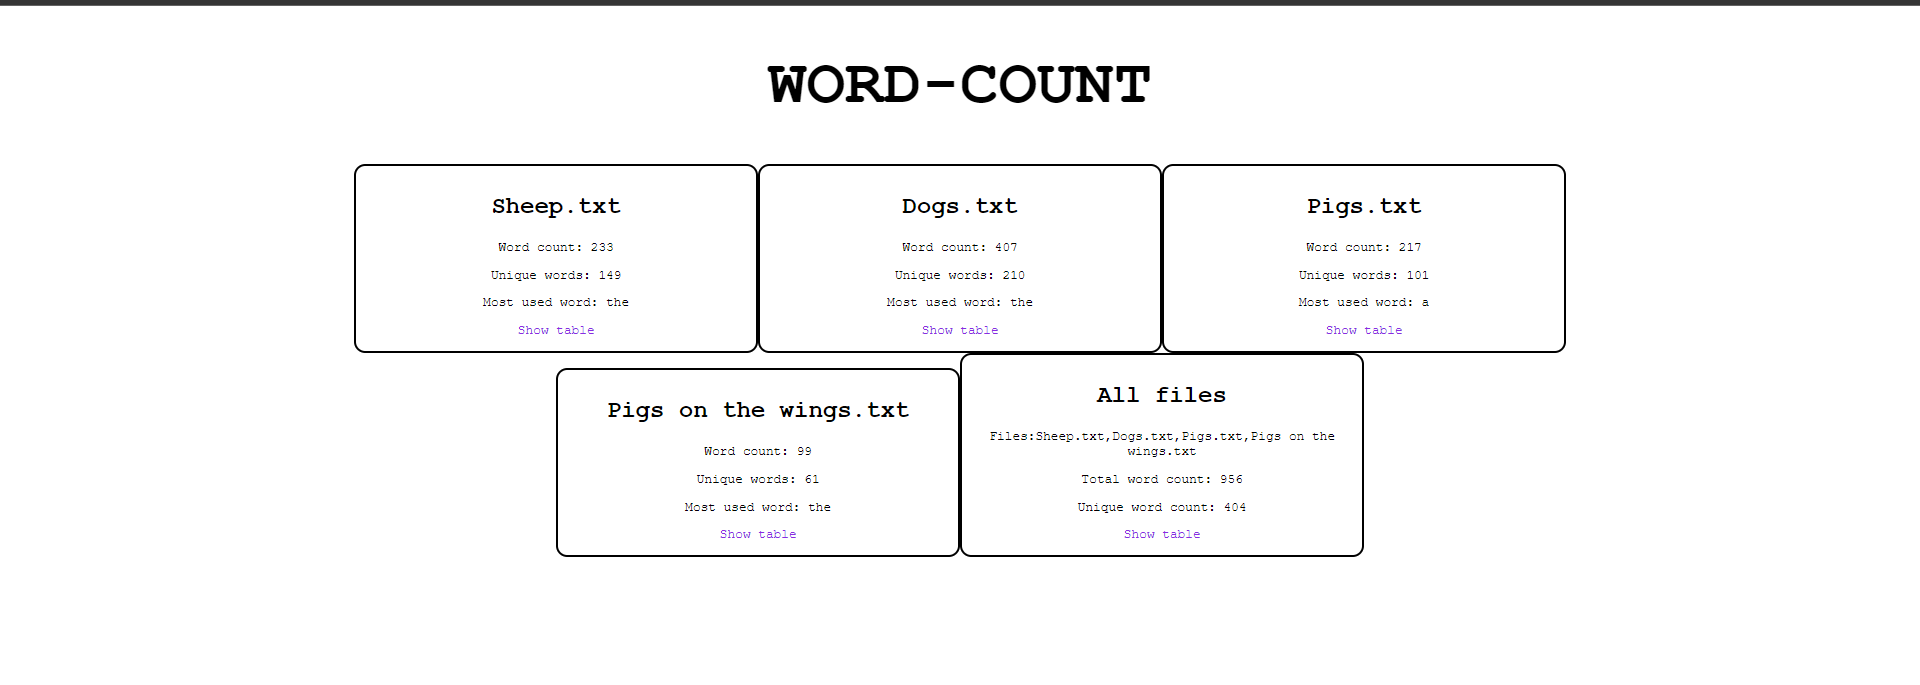 WORD-COUNT
Sheep.txt
Word count: 233
Unique words: 149
Most used word: the
Show table
Dogs.txt
Word count: 407
Unique words: 210
Most used word: the
Show table
Pigs.txt
Word count: 217
Unique words: 101
Most used word: a
Show table
Pigs on the wings.txt
Word count: 99
Unique words: 61
Most used word: the
Show table
All files
Files:Sheep.txt,Dogs.txt,Pigs.txt,Pigs on the
wings.txt
Total word count: 956
Unique word count: 404
Show table